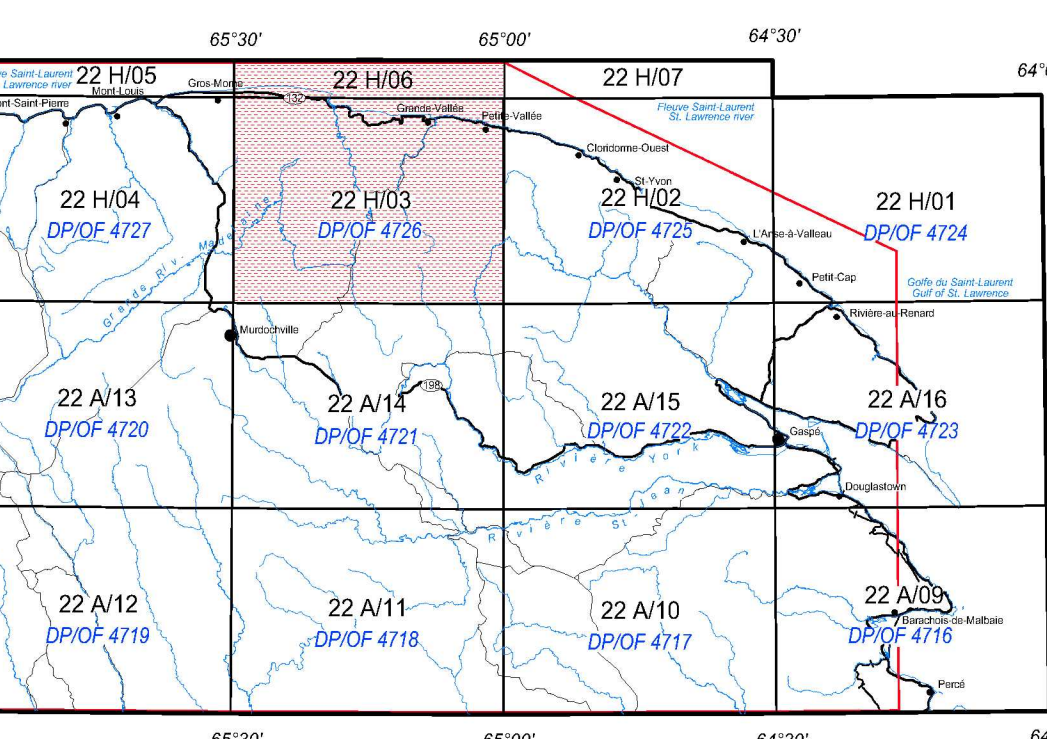 65°30'
65°00'
64°30'
64°
22 H/05
22 H/06
22 H/07
Saint-Laurent
Lawrence river
Mont-Louis
Gros-Morne
132
Grande-Vallée
Petite-Vallée
Fleuve Saint-Laurent
St. Lawrence river
Cloridorme-Ouest
St-Yvon
22 H/04
DP/OF 4727
22 H/03
DP/OF 4726
22 H/02
DP/OF 4725
22 H/01
DP/OF 4724
Grande Riv. Madeleine
L'Anse-à-Valleau
Petit-Cap
Golfe du Saint-Laurent
Gulf of St. Lawrence
Rivière-au-Renard
Murdochville
198
22 A/13
DP/OF 4720
22 A/14
DP/OF 4721
22 A/15
DP/OF 4722
22 A/16
DP/OF 4723
Gaspé
Rivière York
Douglastown
Rivière St-Jean
22 A/12
DP/OF 4719
22 A/11
DP/OF 4718
22 A/10
DP/OF 4717
22 A/09
Barachois-de-Malbaie
DP/OF 4716
Percé
65°30'
65°00'
64°30'